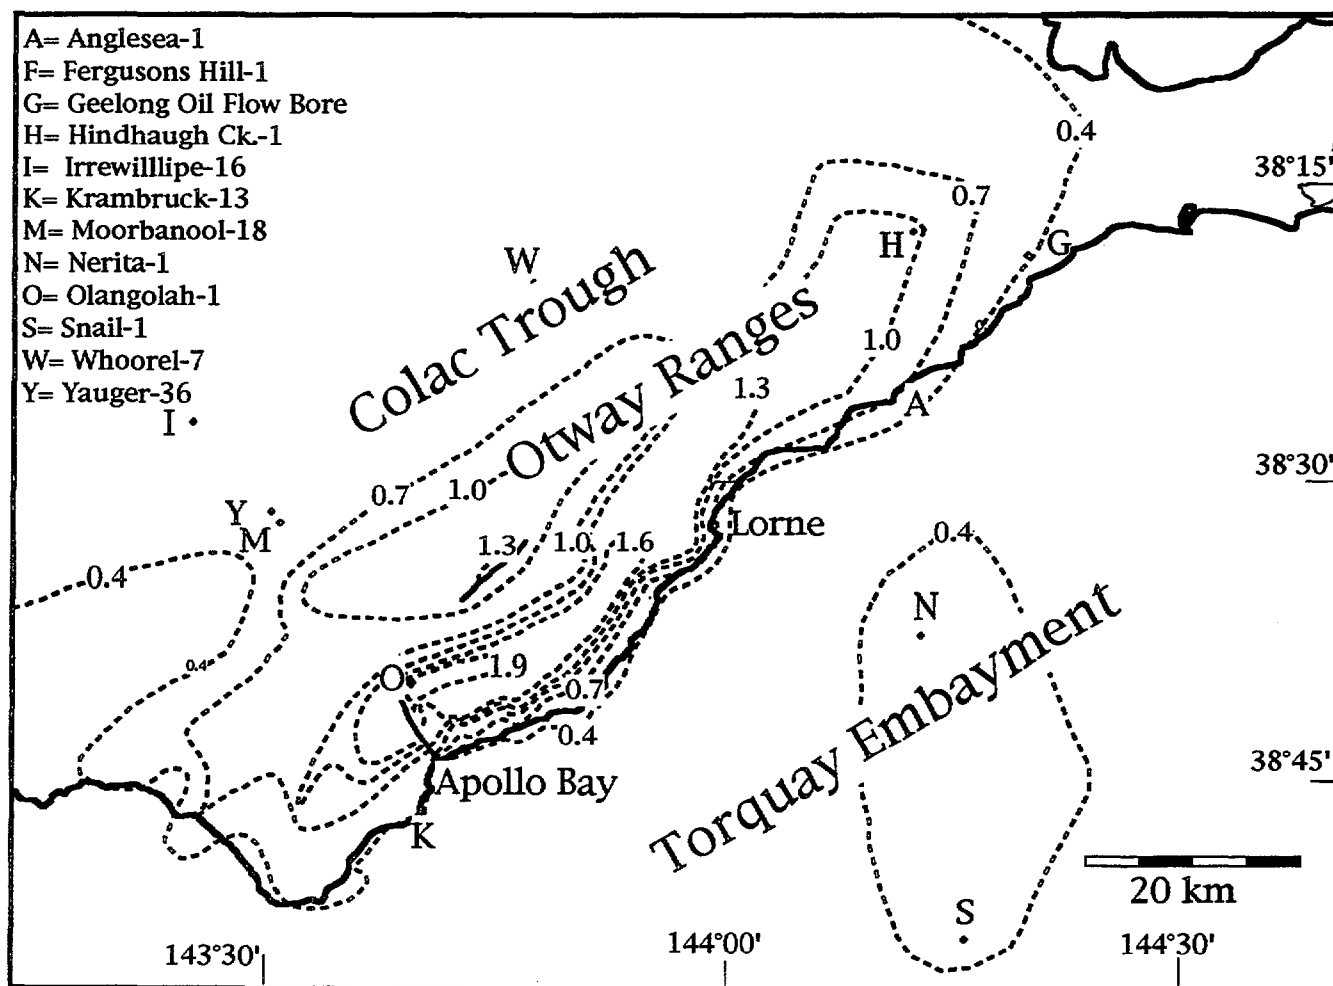 A= Anglesea-1
F= Fergusons Hill-1
G= Geelong Oil Flow Bore
H= Hindhaugh Ck.-1
I= Irrewilllipe-16
K= Krambruck-13
M= Moorbanool-18
N= Nerita-1
O= Olangolah-1
S= Snail-1
W= Whoorel-7
Y= Yauger-36
0.4
38°15'
0.7
G
H
W
Colac Trough
Otway Ranges
1.0
1.3
A
I
38°30'
0.7
1.0
Y
M
Lorne
0.4
1.3
1.0
1.6
0.4
N
0.4
O
1.9
0.7
0.4
Torquay Embayment
38°45'
Apollo Bay
K
20 km
S
143°30'
144°00'
144°30'